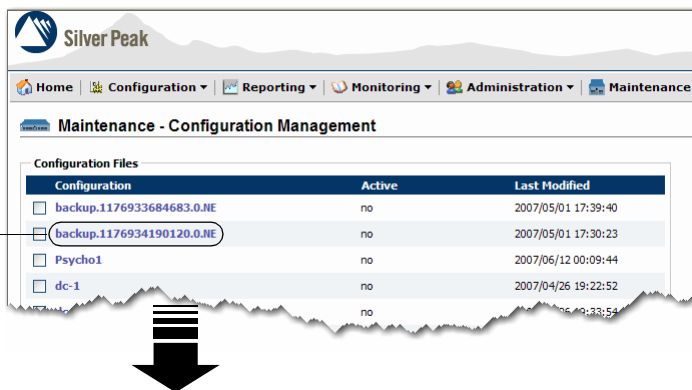 Silver Peak
Home Configuration Reporting Monitoring Administration Maintenance
Maintenance - Configuration Management
Configuration Files
Configuration Active Last Modified
backup.1176933684683.0.NE no 2007/05/01 17:39:40
backup.1176934190120.0.NE no 2007/05/01 17:30:23
Psycho1 no 2007/06/12 00:09:44
dc-1 no 2007/04/26 19:22:52
no